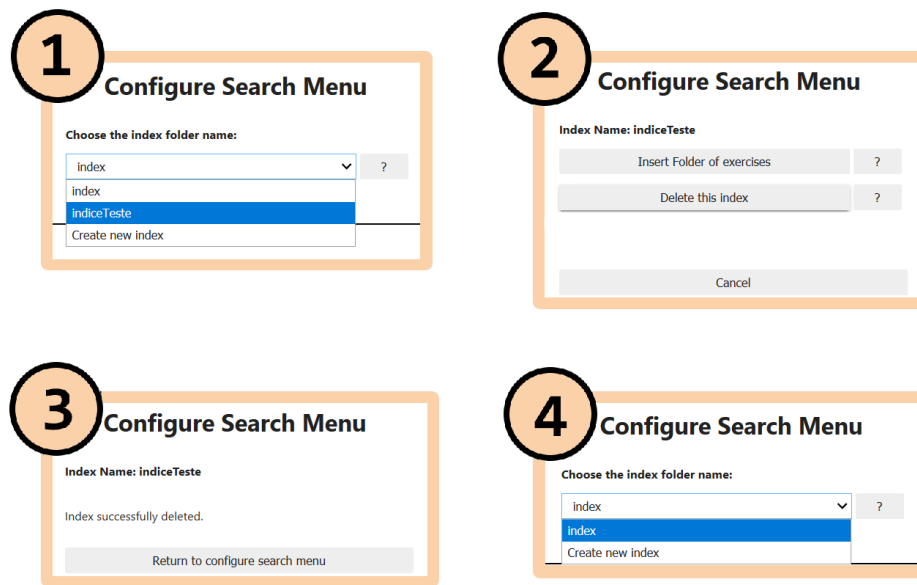 1
Configure Search Menu
Choose the index folder name:
index
?
index
indiceTeste
Create new index
2
Configure Search Menu
Index Name: indiceTeste
Insert Folder of exercises
?
Delete this index
?
Cancel
3
Configure Search Menu
Index Name: indiceTeste
Index successfully deleted.
Return to configure search menu
4
Configure Search Menu
Choose the index folder name:
index
?
index
Create new index